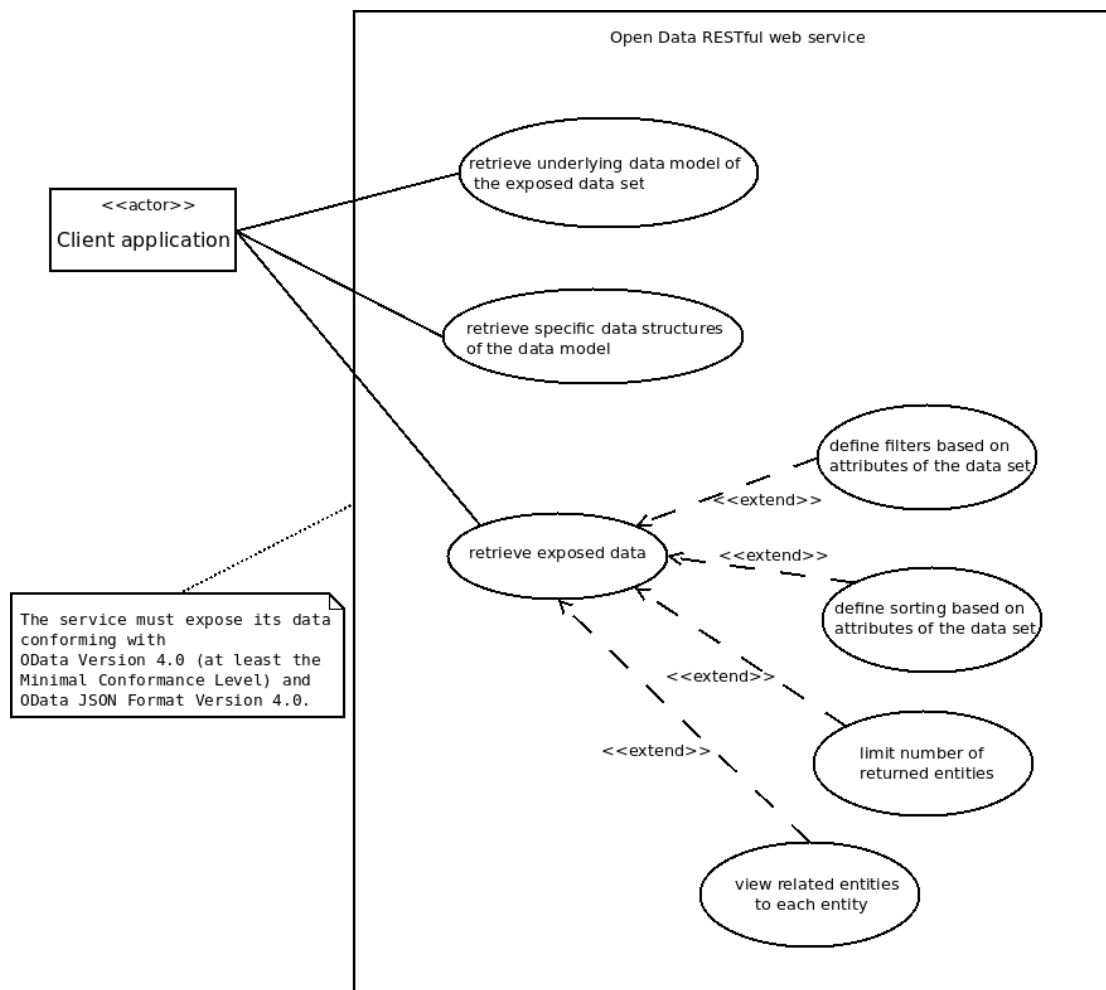 Open Data RESTful web service
retrieve underlying data model of
the exposed data set
<<actor>>
Client application
retrieve specific data structures
of the data model
define filters based on
attributes of the data set
<<extend>>
retrieve exposed data
<<extend>>
define sorting based on
attributes of the data set
The service must expose its data
conforming with
OData Version 4.0 (at least the
Minimal Conformance Level) and
OData JSON Format Version 4.0.
<<extend>>
limit number of
returned entities
<<extend>>
view related entities
to each entity